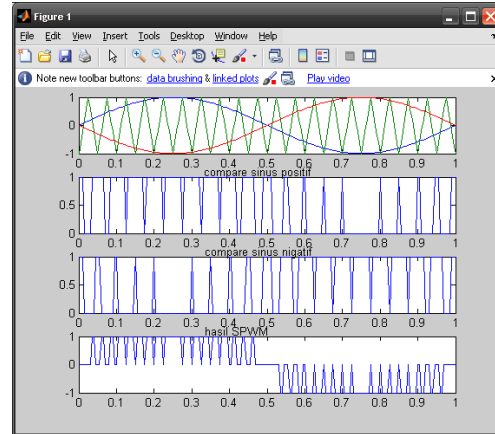 Figure 1
File Edit View Insert Tools Desktop Window Help
Note new toolbar buttons: data brushing & linked plots Play video
1
0
-1
0 0.1 0.2 0.3 0.4 0.5 0.6 0.7 0.8 0.9 1
compare sinus positif
1
0.5
0
0 0.1 0.2 0.3 0.4 0.5 0.6 0.7 0.8 0.9 1
compare sinus nigatif
1
0.5
0
0 0.1 0.2 0.3 0.4 0.5 0.6 0.7 0.8 0.9 1
hasil SPWM
1
0
-1
0 0.1 0.2 0.3 0.4 0.5 0.6 0.7 0.8 0.9 1